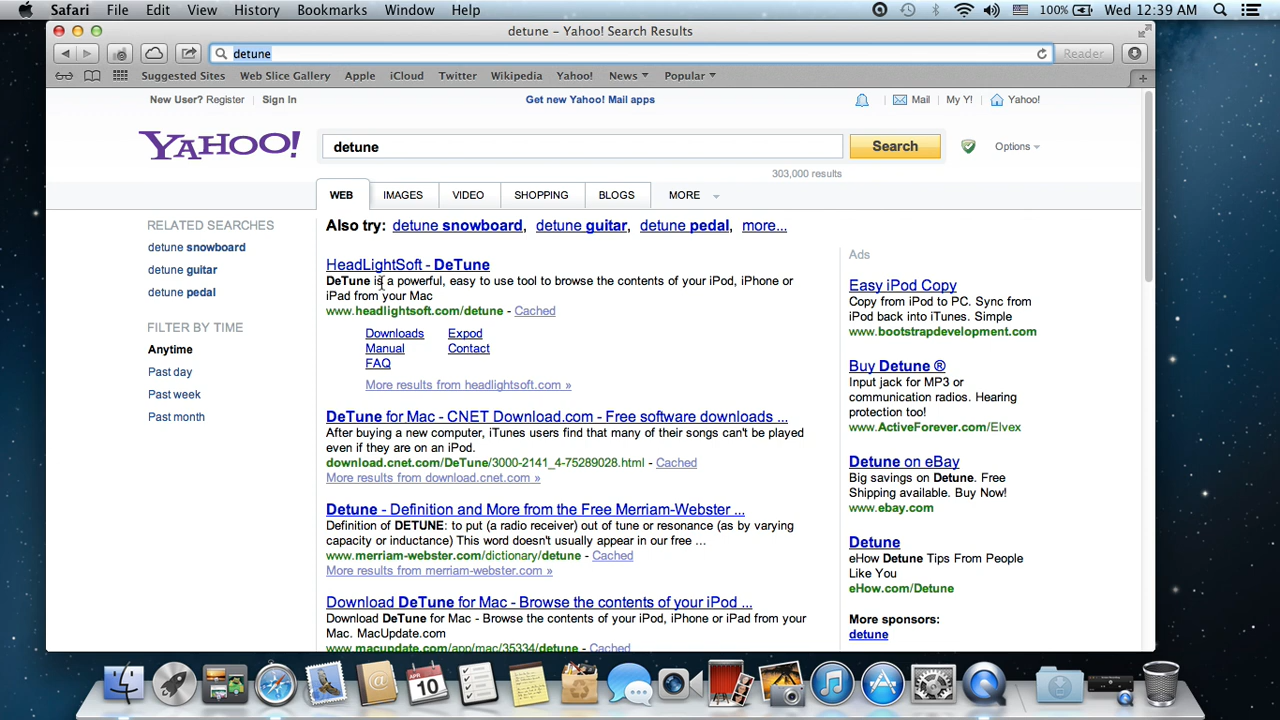 Safari File Edit View History Bookmarks Window Help 100% Wed 12:39 AM
detune – Yahoo! Search Results
detune Reader
Suggested Sites Web Slice Gallery Apple iCloud Twitter Wikipedia Yahoo! News Popular
New User? Register Sign In Get new Yahoo! Mail apps Mail My Y! Yahoo!
YAHOO! detune Search Options
303,000 results
WEB IMAGES VIDEO SHOPPING BLOGS MORE
RELATED SEARCHES
detune snowboard
detune guitar
detune pedal
FILTER BY TIME
Anytime
Past day
Past week
Past month
Also try: detune snowboard, detune guitar, detune pedal, more...
HeadLightSoft - DeTune
DeTune is a powerful, easy to use tool to browse the contents of your iPod, iPhone or
iPad from your Mac
www.headlightsoft.com/detune - Cached
Downloads Expod
Manual Contact
FAQ
More results from headlightsoft.com »
DeTune for Mac - CNET Download.com - Free software downloads ...
After buying a new computer, iTunes users find that many of their songs can't be played
even if they are on an iPod.
download.cnet.com/DeTune/3000-2141_4-75289028.html - Cached
More results from download.cnet.com »
Detune - Definition and More from the Free Merriam-Webster ...
Definition of DETUNE: to put (a radio receiver) out of tune or resonance (as by varying
capacity or inductance) This word doesn't usually appear in our free ...
www.merriam-webster.com/dictionary/detune - Cached
More results from merriam-webster.com »
Download DeTune for Mac - Browse the contents of your iPod ...
Download DeTune for Mac - Browse the contents of your iPod, iPhone or iPad from your
Mac. MacUpdate.com
www.macupdate.com/app/mac/35334/detune - Cached
Ads
Easy iPod Copy
Copy from iPod to PC. Sync from
iPod back into iTunes. Simple
www.bootstrapdevelopment.com
Buy Detune ®
Input jack for MP3 or
communication radios. Hearing
protection too!
www.ActiveForever.com/Elvex
Detune on eBay
Big savings on Detune. Free
Shipping available. Buy Now!
www.ebay.com
Detune
eHow Detune Tips From People
Like You
eHow.com/Detune
More sponsors:
detune
APR
10